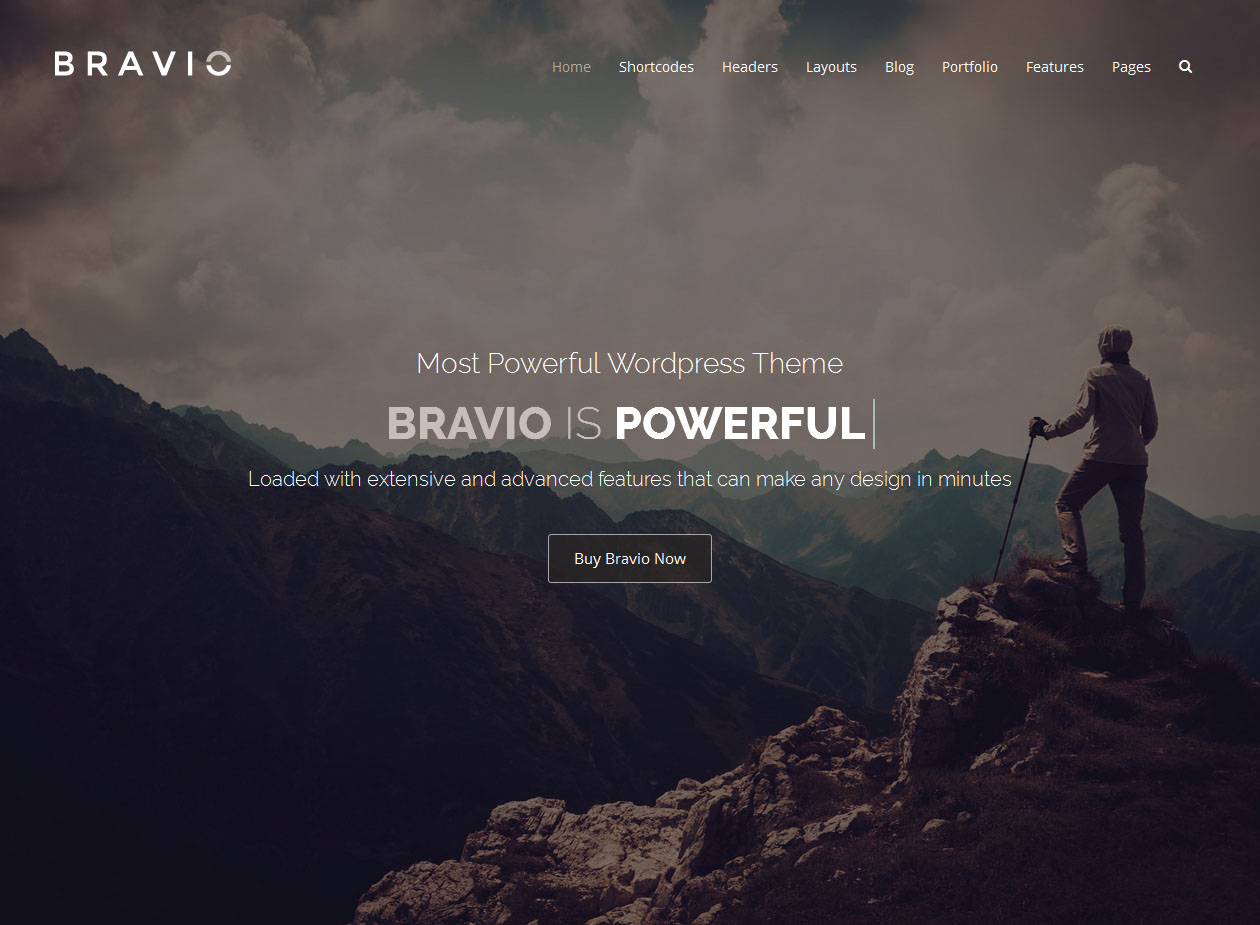 BRAVIO
Home Shortcodes Headers Layouts Blog Portfolio Features Pages
Most Powerful Wordpress Theme
BRAVIO IS POWERFUL
Loaded with extensive and advanced features that can make any design in minutes
Buy Bravio Now